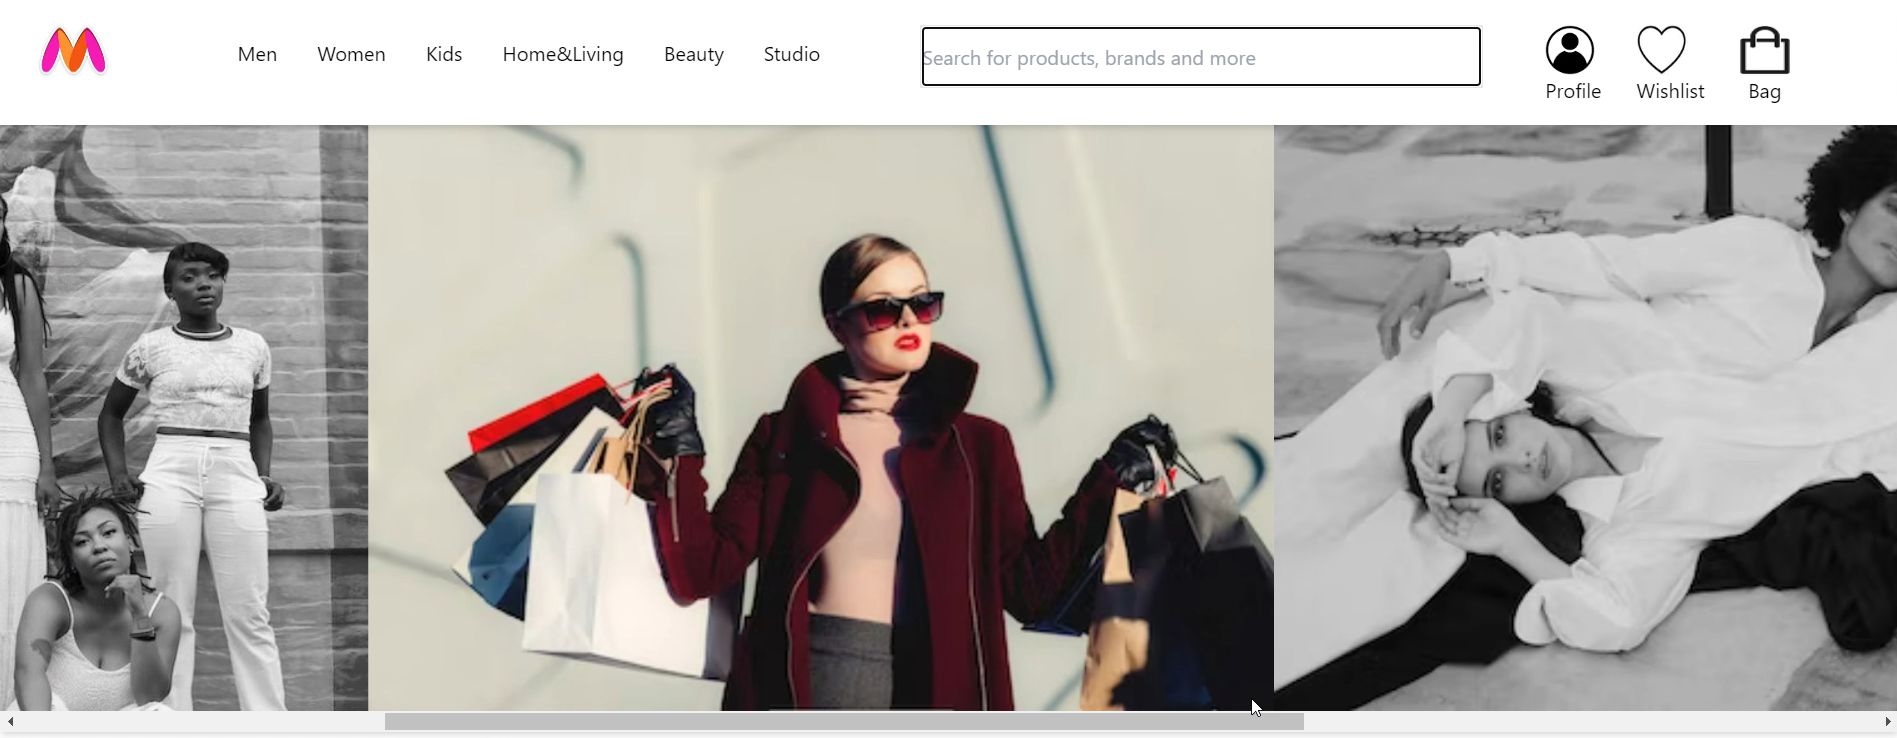 Men Women Kids Home&Living Beauty Studio
Search for products, brands and more
Profile Wishlist Bag